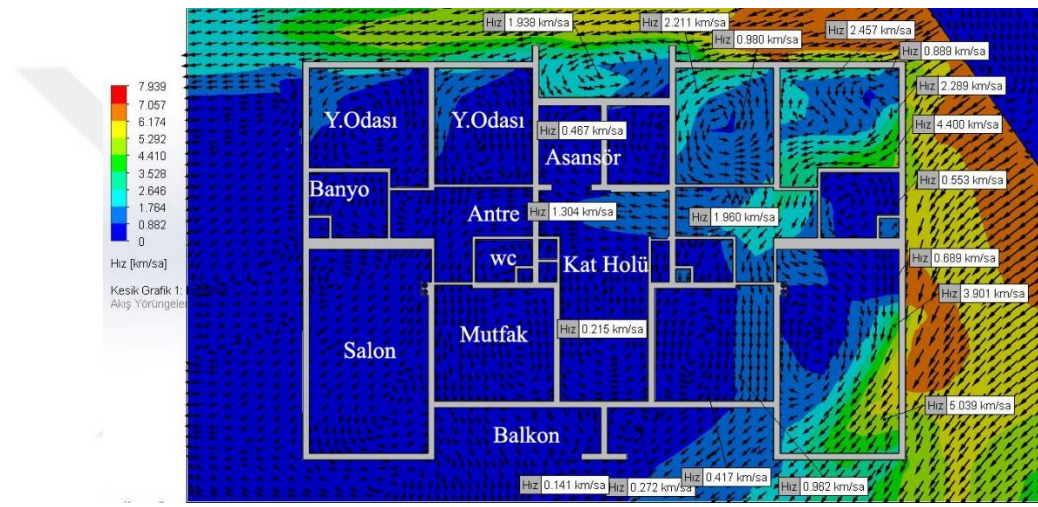 Hız 1.938 km/sa
Hız 2.211 km/sa
Hız 0.980 km/sa
Hız 2.457 km/sa
Hız 0.889 km/sa
Hız 2.289 km/sa
Hız 4.400 km/sa
Hız 0.553 km/sa
7.939
7.057
6.174
5.292
4.410
3.528
2.646
1.764
0.882
0
Hız [km/sa]
Kesik Grafik 1:
Akış Yörüngeler
Y.Odası
Y.Odası
Hız 0.467 km/sa
Asansör
Banyo
Antre
Hız 1.304 km/sa
Hız 1.960 km/sa
wc
Kat Holü
Hız 0.689 km/sa
Hız 3.901 km/sa
Salon
Mutfak
Hız 0.215 km/sa
Hız 5.039 km/sa
Balkon
Hız 0.141 km/sa
Hız 0.272 km/sa
Hız 0.417 km/sa
Hız 0.962 km/sa